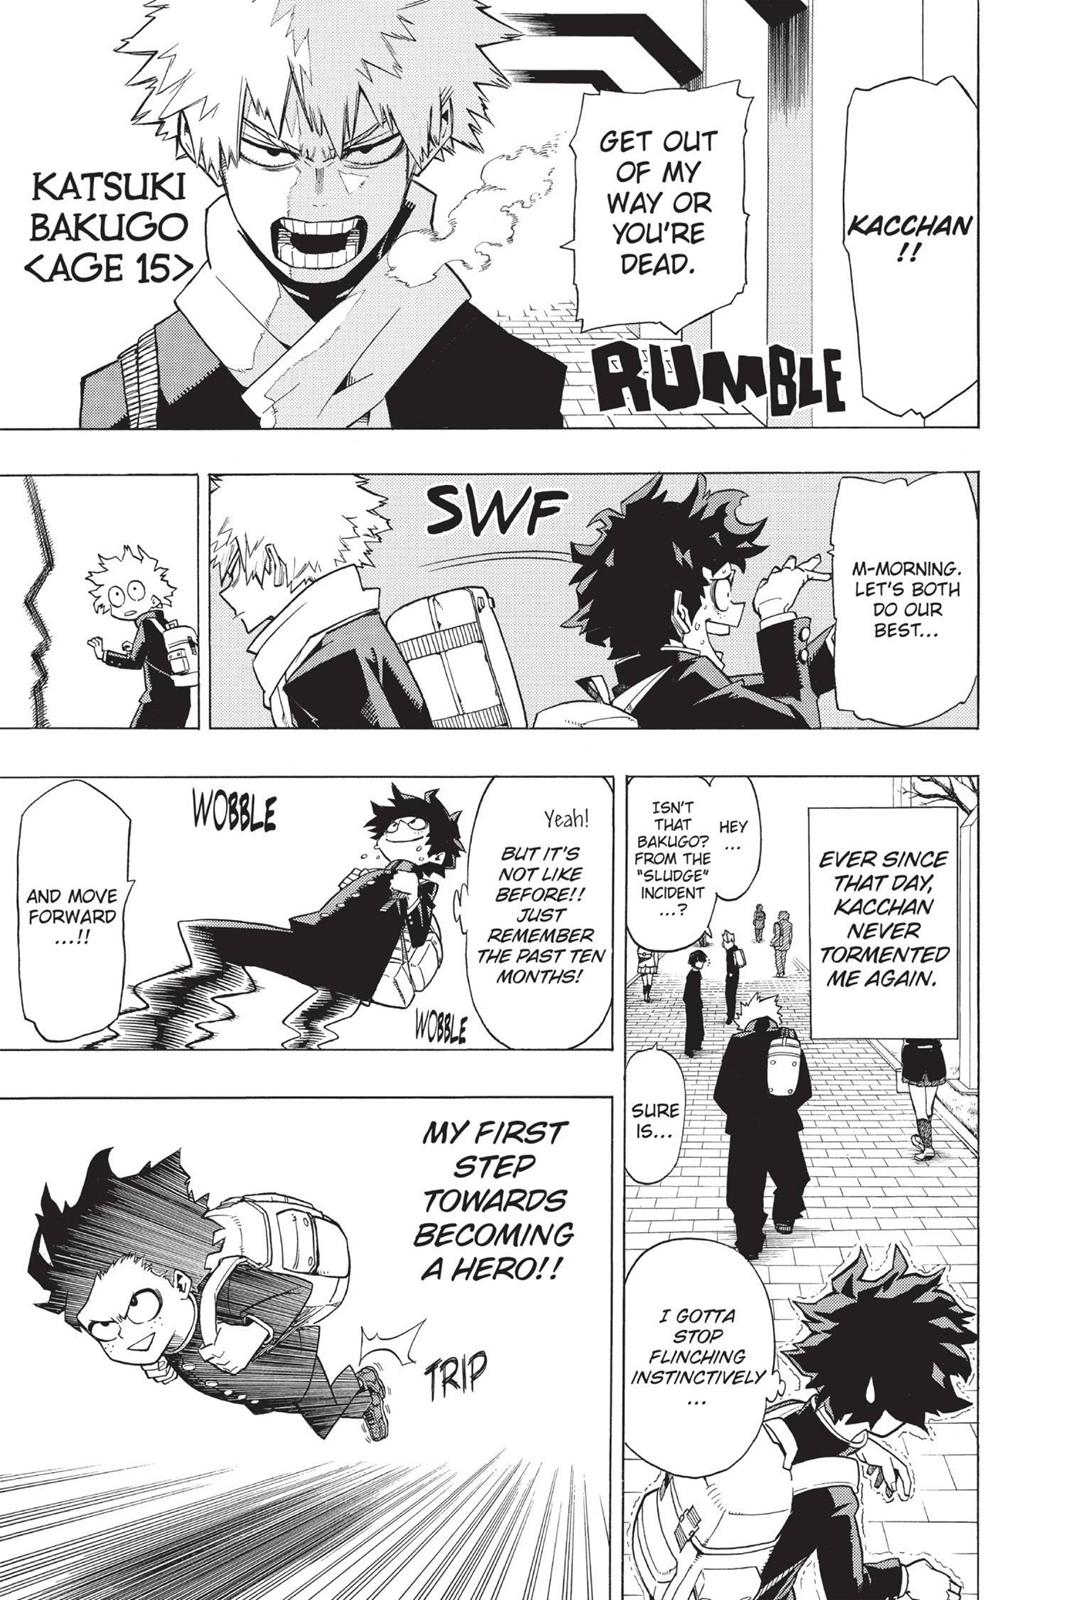 KACCHAN
!!
GET OUT
OF MY
WAY OR
YOU'RE
DEAD.
RUMBLE
KATSUKI
BAKUGO
<AGE 15>
M-MORNING.
LET'S BOTH
DO OUR
BEST...
SWF
EVER SINCE
THAT DAY,
KACCHAN
NEVER
TORMENTED
ME AGAIN.
HEY
...
ISN'T
THAT
BAKUGO?
FROM THE
"SLUDGE"
INCIDENT
...?
SURE
IS...
I GOTTA
STOP
FLINCHING
INSTINCTIVELY
...
Yeah!
BUT IT'S
NOT LIKE
BEFORE!!
JUST
REMEMBER
THE PAST TEN
MONTHS!
WOBBLE
WOBBLE
AND MOVE
FORWARD
...!!
MY FIRST
STEP
TOWARDS
BECOMING
A HERO!!
TRIP